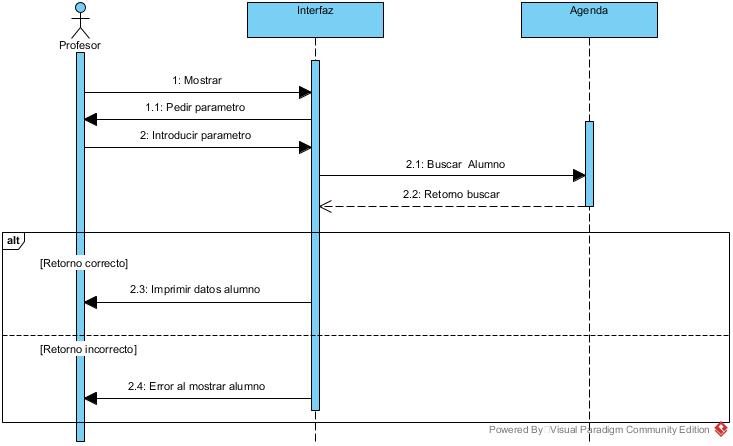 Interfaz
Agenda
Profesor
1: Mostrar
1.1: Pedir parametro
2: Introducir parametro
2.1: Buscar Alumno
2.2: Retorno buscar
alt
[Retorno correcto]
2.3: Imprimir datos alumno
[Retorno incorrecto]
2.4: Error al mostrar alumno
Powered By Visual Paradigm Community Edition